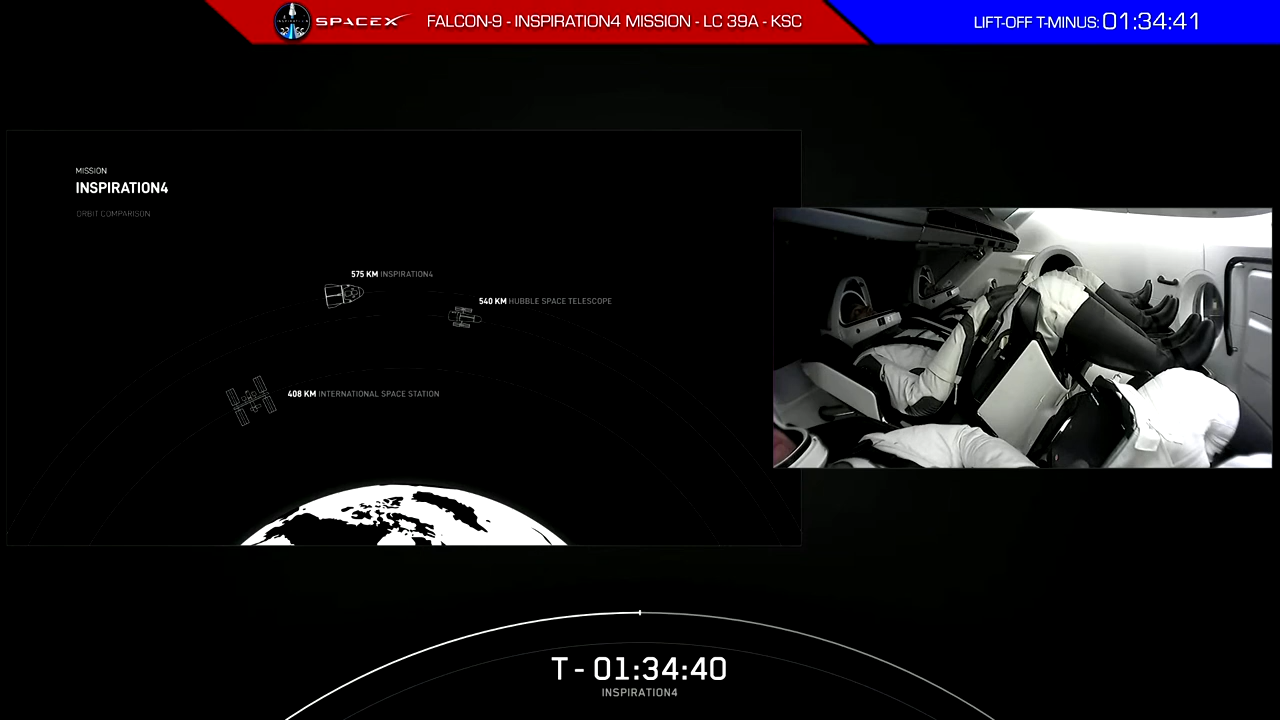 SPACEX
FALCON-9 - INSPIRATION4 MISSION - LC 39A - KSC
LIFT-OFF T-MINUS: 01:34:41
MISSION
INSPIRATION4
ORBIT COMPARISON
575 KM INSPIRATION4
540 KM HUBBLE SPACE TELESCOPE
408 KM INTERNATIONAL SPACE STATION
T - 01:34:40
INSPIRATION4